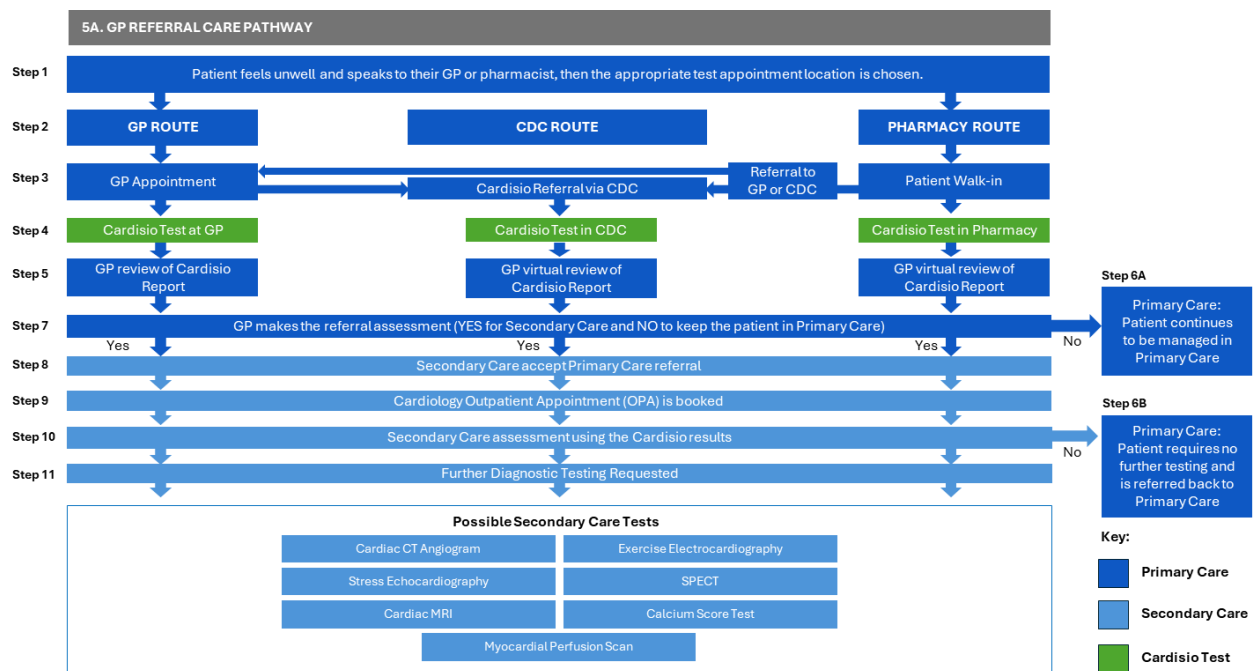 5A. GP REFERRAL CARE PATHWAY
Step 1
Patient feels unwell and speaks to their GP or pharmacist, then the appropriate test appointment location is chosen.
Step 2
GP ROUTE
CDC ROUTE
PHARMACY ROUTE
Step 3
GP Appointment
Cardisio Referral via CDC
Referral to
GP or CDC
Patient Walk-in
Step 4
Cardisio Test at GP
Cardisio Test in CDC
Cardisio Test in Pharmacy
Step 5
GP review of Cardisio
Report
GP virtual review of
Cardisio Report
GP virtual review of
Cardisio Report
Step 6A
Primary Care:
Patient continues
to be managed in
Primary Care
Step 7
GP makes the referral assessment (YES for Secondary Care and NO to keep the patient in Primary Care)
Yes
Yes
Yes
No
Step 8
Secondary Care accept Primary Care referral
Step 9
Cardiology Outpatient Appointment (OPA) is booked
Step 10
Secondary Care assessment using the Cardisio results
No
Step 6B
Primary Care:
Patient requires no
further testing and
is referred back to
Primary Care
Step 11
Further Diagnostic Testing Requested
Possible Secondary Care Tests
Cardiac CT Angiogram
Exercise Electrocardiography
Stress Echocardiography
SPECT
Cardiac MRI
Calcium Score Test
Myocardial Perfusion Scan
Key:
Primary Care
Secondary Care
Cardisio Test